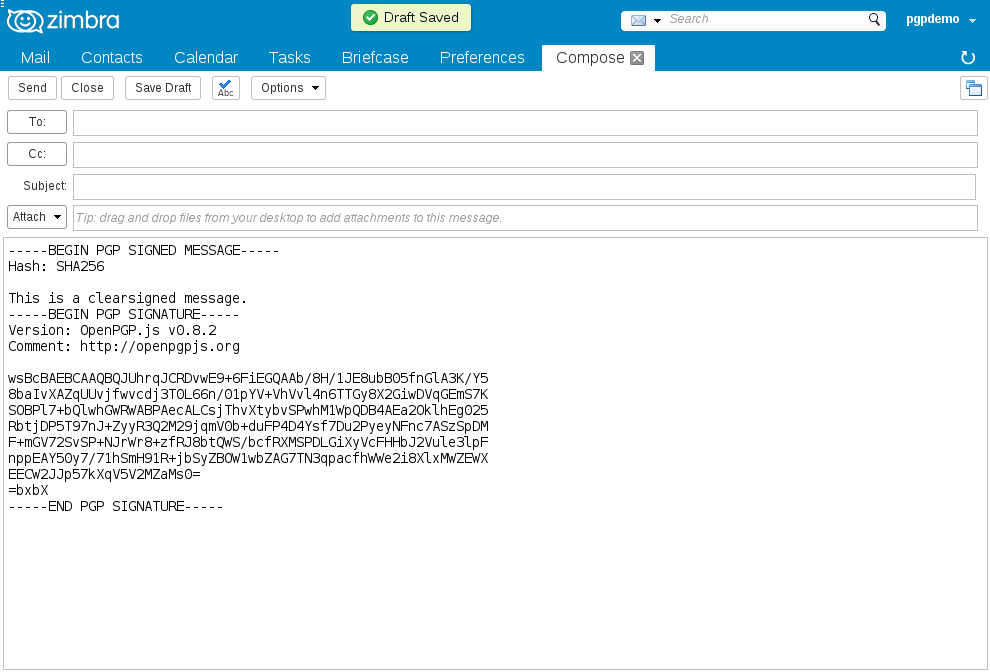 zimbra
Draft Saved
Search
pgpdemo
Mail Contacts Calendar Tasks Briefcase Preferences Compose
Send Close Save Draft Abc Options
To:
Cc:
Subject:
Attach Tip: drag and drop files from your desktop to add attachments to this message.
-----BEGIN PGP SIGNED MESSAGE-----
Hash: SHA256
This is a clearsigned message.
-----BEGIN PGP SIGNATURE-----
Version: OpenPGP.js v0.8.2
Comment: http://openpgpjs.org
wsBcBAEBCAAQBQJUhrqJCRDvwE9+6FiEGQAAb/8H/1JE8ubB05fnGlA3K/Y5
8baIvXAZqUUvjfwvcdj3T0L66n/01pYV+VhVvl4n6TTGy8X2GiwDVqGEmS7K
SOBPl7+bQlwhGWRWABPAecALCsjThvXtybvSPwhM1WpQDB4AEa2OklhEgO25
RbtjDP5T97nJ+ZyyR3Q2M29jqmV0b+duFP4D4Ysf7Du2PyeyNFnc7ASzSpDM
F+mGV72SvSP+NJrWr8+zfRJ8btQWS/bcfRXMSPDLGiXyVcFHHbJ2Vule3lpF
nppEAY5Oy7/71hSmH91R+jbSyZBOW1wbZAG7TN3qpacfhWWe2i8XlxMWZEWX
EECW2JJp57kXqV5V2MZaMs0=
=bxbX
-----END PGP SIGNATURE-----